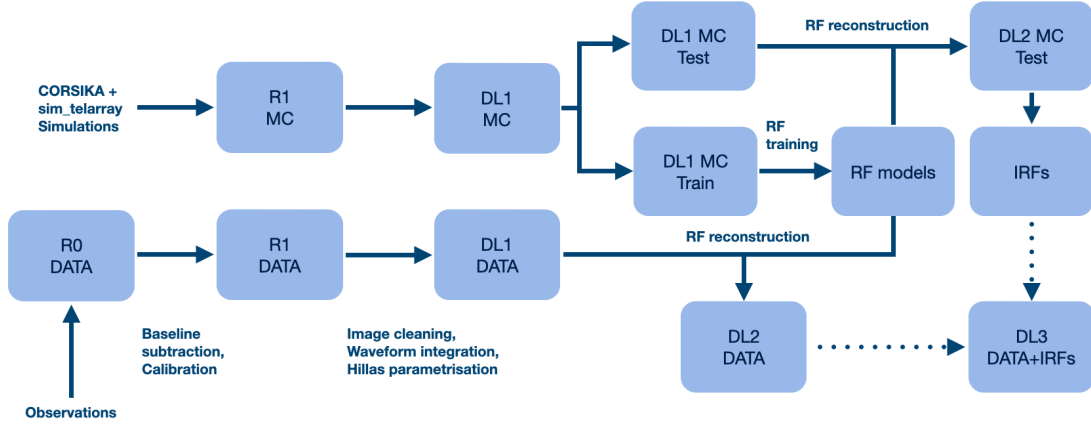 DL1 MC
Test
RF reconstruction
DL2 MC
Test
CORSIKA +
sim_telarray
Simulations
R1
MC
DL1
MC
RF
training
DL1 MC
Train
RF models
IRFs
R0
DATA
R1
DATA
DL1
DATA
RF reconstruction
Baseline
subtraction,
Calibration
Image cleaning,
Waveform integration,
Hillas parametrisation
DL2
DATA
DL3
DATA+IRFs
Observations